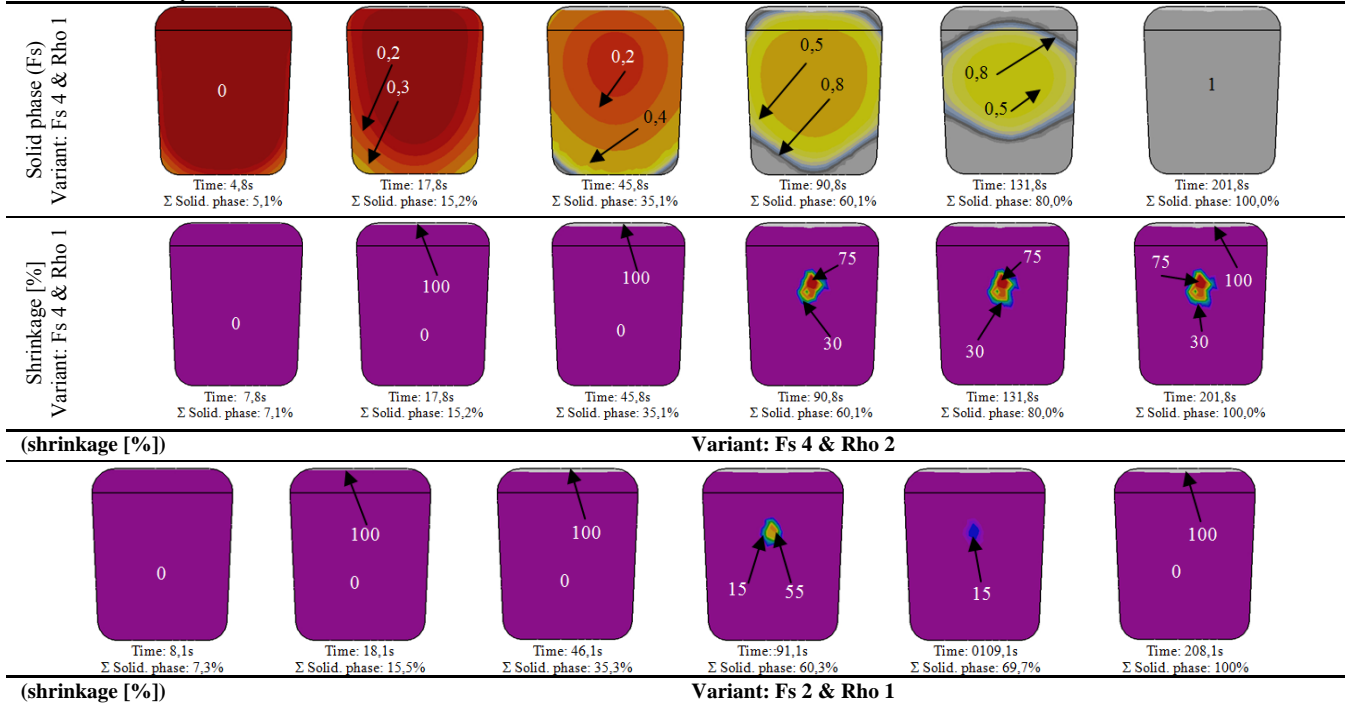 Solid phase (Fs)
Variant: Fs 4 & Rho 1
0
0,2
0,3
0,2
0,4
0,5
0,8
0,8
0,5
1
Time: 4,8s
Σ Solid. phase: 5,1%
Time: 17,8s
Σ Solid. phase: 15,2%
Time: 45,8s
Σ Solid. phase: 35,1%
Time: 90,8s
Σ Solid. phase: 60,1%
Time: 131,8s
Σ Solid. phase: 80,0%
Time: 201,8s
Σ Solid. phase: 100,0%
Shrinkage [%]
Variant: Fs 4 & Rho 1
0
100
0
100
0
75
30
75
30
75
100
30
Time: 7,8s
Σ Solid. phase: 7,1%
Time: 17,8s
Σ Solid. phase: 15,2%
Time: 45,8s
Σ Solid. phase: 35,1%
Time: 90,8s
Σ Solid. phase: 60,1%
Time: 131,8s
Σ Solid. phase: 80,0%
Time: 201,8s
Σ Solid. phase: 100,0%
(shrinkage [%]) Variant: Fs 4 & Rho 2
0
100
0
100
0
15
55
15
100
0
Time: 8,1s
Σ Solid. phase: 7,3%
Time: 18,1s
Σ Solid. phase: 15,5%
Time: 46,1s
Σ Solid. phase: 35,3%
Time::91,1s
Σ Solid. phase: 60,3%
Time: 0109,1s
Σ Solid. phase: 69,7%
Time: 208,1s
Σ Solid. phase: 100%
(shrinkage [%]) Variant: Fs 2 & Rho 1